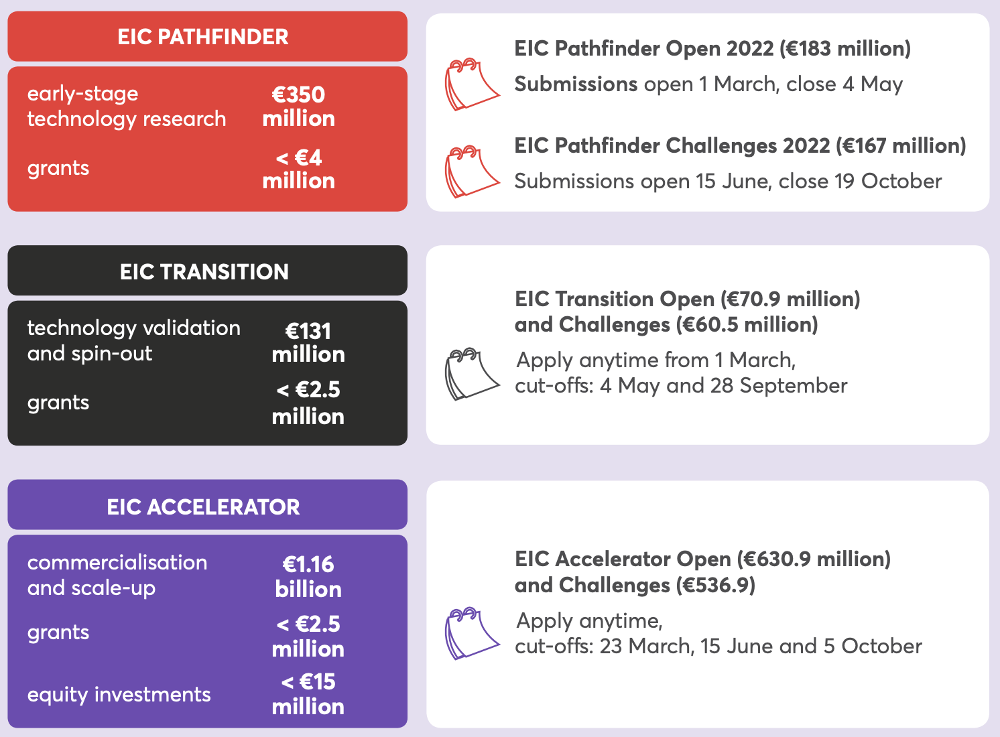 EIC PATHFINDER
early-stage
technology research
€350
million
grants
< €4
million
EIC Pathfinder Open 2022 (€183 million)
Submissions open 1 March, close 4 May
EIC Pathfinder Challenges 2022 (€167 million)
Submissions open 15 June, close 19 October
EIC TRANSITION
technology validation
and spin-out
€131
million
grants
< €2.5
million
EIC Transition Open (€70.9 million)
and Challenges (€60.5 million)
Apply anytime from 1 March,
cut-offs: 4 May and 28 September
EIC ACCELERATOR
commercialisation
and scale-up
€1.16
billion
grants
< €2.5
million
equity investments
< €15
million
EIC Accelerator Open (€630.9 million)
and Challenges (€536.9)
Apply anytime,
cut-offs: 23 March, 15 June and 5 October